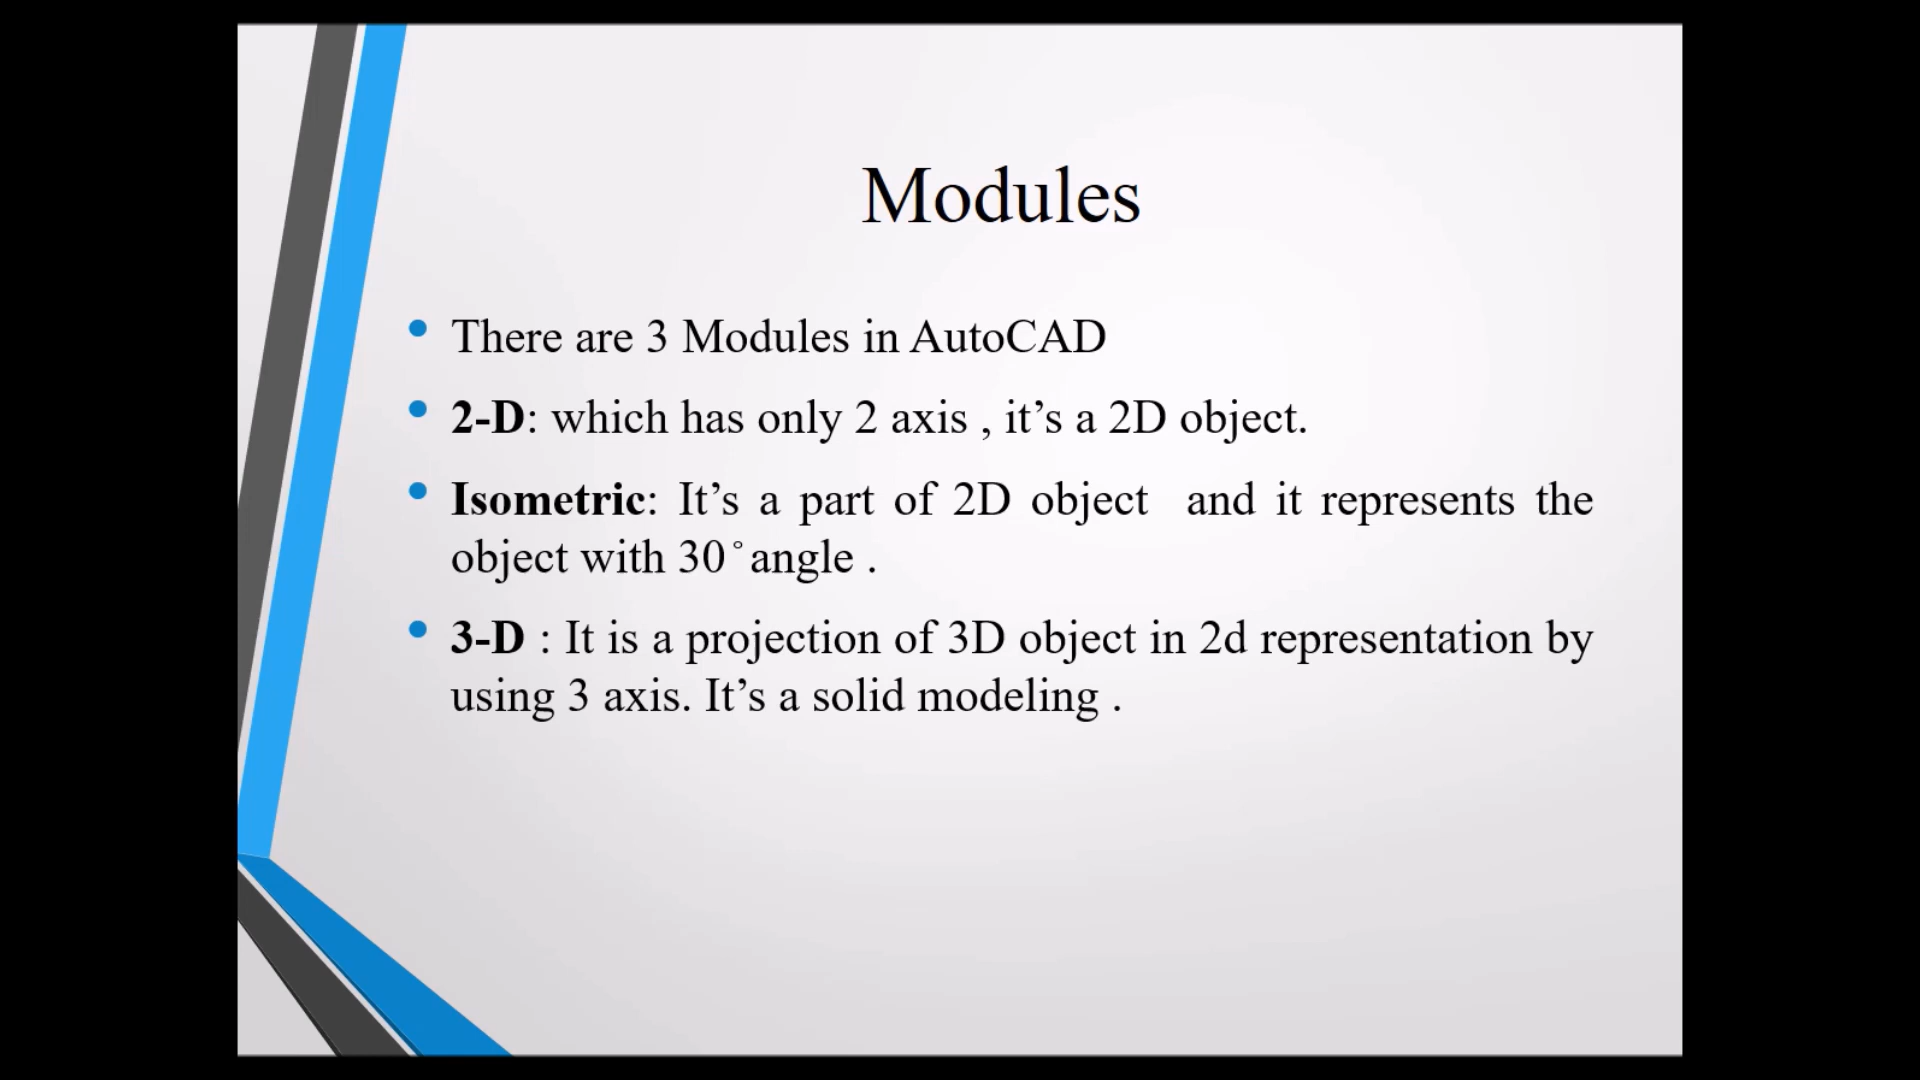 Modules
• There are 3 Modules in AutoCAD
• 2-D: which has only 2 axis , it’s a 2D object.
• Isometric: It’s a part of 2D object  and it represents the
object with 30˚angle .
• 3-D : It is a projection of 3D object in 2d representation by
using 3 axis. It’s a solid modeling .